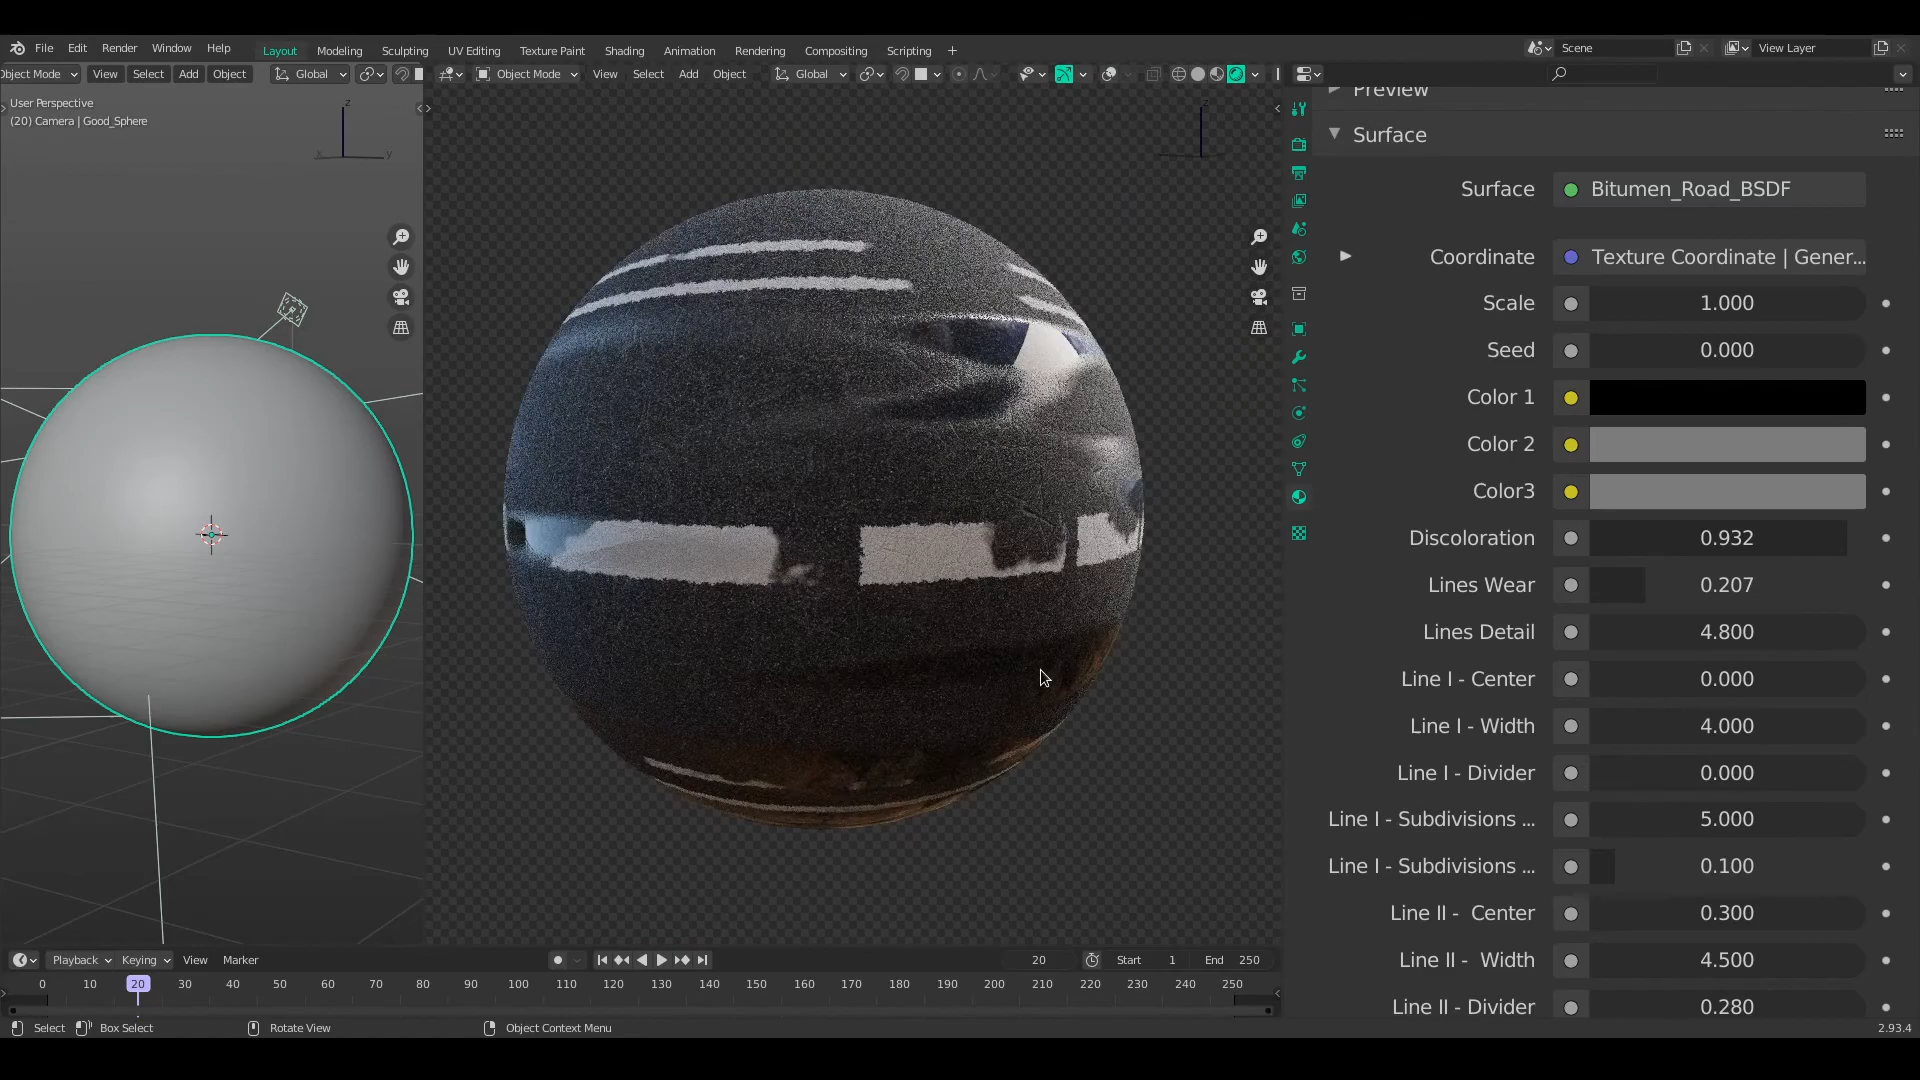 File Edit Render Window Help Layout Modeling Sculpting UV Editing Texture Paint Shading Animation Rendering Compositing Scripting + Scene View Layer
Object Mode View Select Add Object Global Object Mode View Select Add Object Global
User Perspective
(20) Camera | Good_Sphere
z
x y
z
Preview
Surface
Surface Bitumen_Road_BSDF
Coordinate Texture Coordinate | Gener...
Scale 1.000
Seed 0.000
Color 1
Color 2
Color3
Discoloration 0.932
Lines Wear 0.207
Lines Detail 4.800
Line I - Center 0.000
Line I - Width 4.000
Line I - Divider 0.000
Line I - Subdivisions ... 5.000
Line I - Subdivisions ... 0.100
Line II - Center 0.300
Line II - Width 4.500
Line II - Divider 0.280
Playback Keying View Marker 20 Start 1 End 250
0 10 20 30 40 50 60 70 80 90 100 110 120 130 140 150 160 170 180 190 200 210 220 230 240 250
Select Box Select Rotate View Object Context Menu 2.93.4